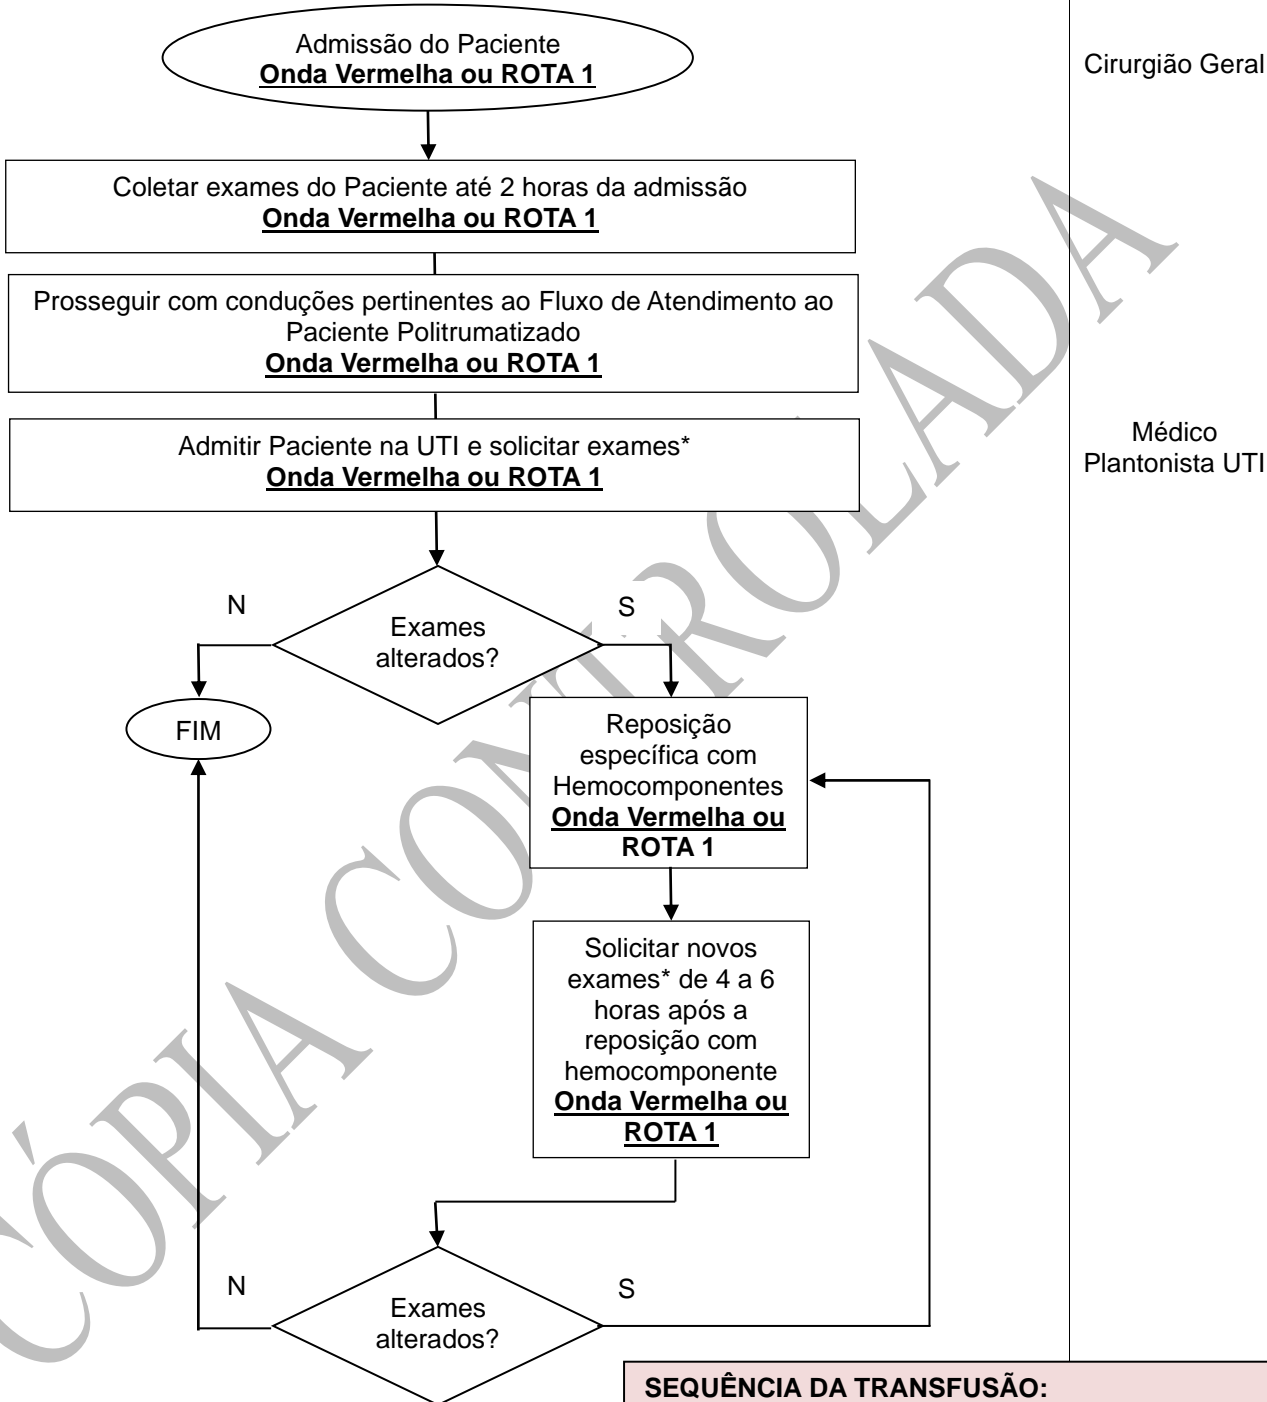 Admissão do Paciente
Onda Vermelha ou ROTA 1
Cirurgião Geral
Coletar exames do Paciente até 2 horas da admissão
Onda Vermelha ou ROTA 1
Prosseguir com conduções pertinentes ao Fluxo de Atendimento ao
Paciente Politrumatizado
Onda Vermelha ou ROTA 1
Admitir Paciente na UTI e solicitar exames*
Onda Vermelha ou ROTA 1
Médico
Plantonista UTI
N
S
Exames
alterados?
FIM
Reposição
específica com
Hemocomponentes
Onda Vermelha ou
ROTA 1
Solicitar novos
exames* de 4 a 6
horas após a
reposição com
hemocomponente
Onda Vermelha ou
ROTA 1
N
S
Exames
alterados?
SEQUÊNCIA DA TRANSFUSÃO:
CÓPIA CONTROLADA